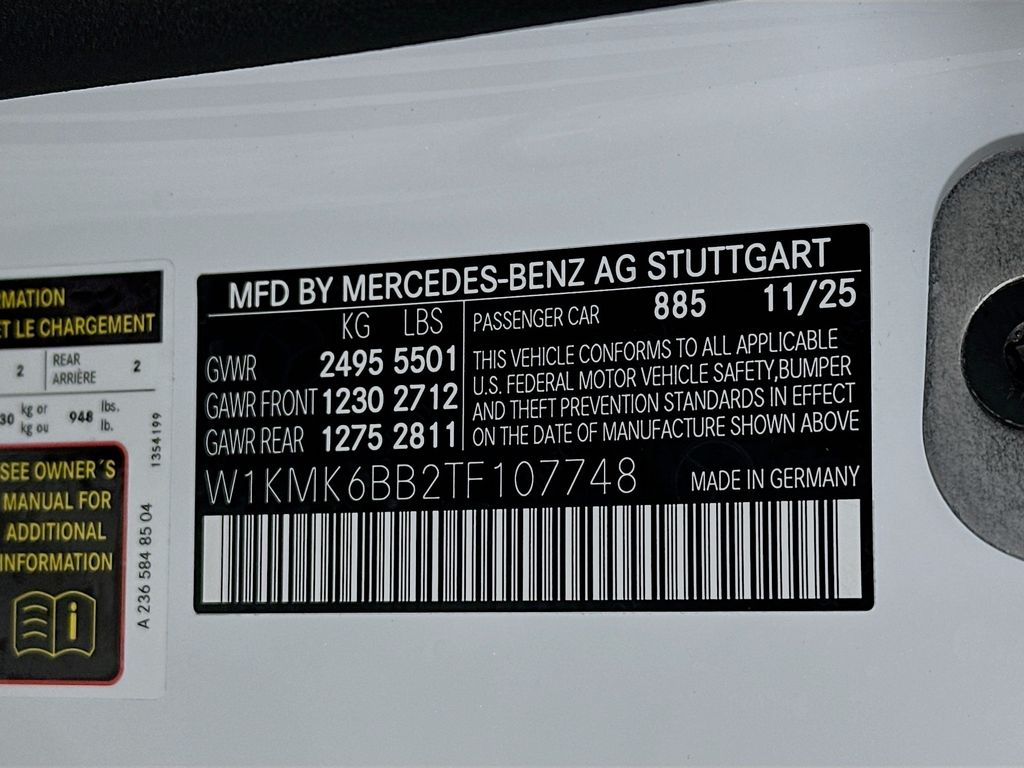 MFD BY MERCEDES-BENZ AG STUTTGART
KG LBS
GVWR 2495 5501
GAWR FRONT 1230 2712
GAWR REAR 1275 2811
PASSENGER CAR 885 11/25
THIS VEHICLE CONFORMS TO ALL APPLICABLE
U.S. FEDERAL MOTOR VEHICLE SAFETY,BUMPER
AND THEFT PREVENTION STANDARDS IN EFFECT
ON THE DATE OF MANUFACTURE SHOWN ABOVE
W1KMK6BB2TF107748
MADE IN GERMANY
RMATION
ET LE CHARGEMENT
2 REAR 2
ARRIÈRE
30 kg or 948 lbs.
kg ou lb.
1354199
SEE OWNER´S
MANUAL FOR
ADDITIONAL
INFORMATION
A 236 584 85 04